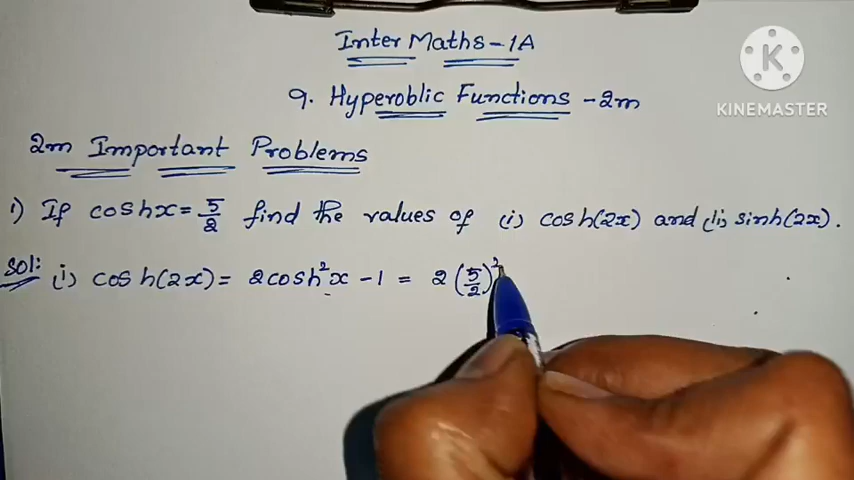 Inter Maths-1A
KINEMASTER
9. Hyperoblic Functions -2m
2m Important Problems
1) If coshx = 5/2 find the values of (i) cosh(2x) and (ii) sinh(2x).
Sol: (i) cosh(2x) = 2cosh²x -1 = 2(5/2)²